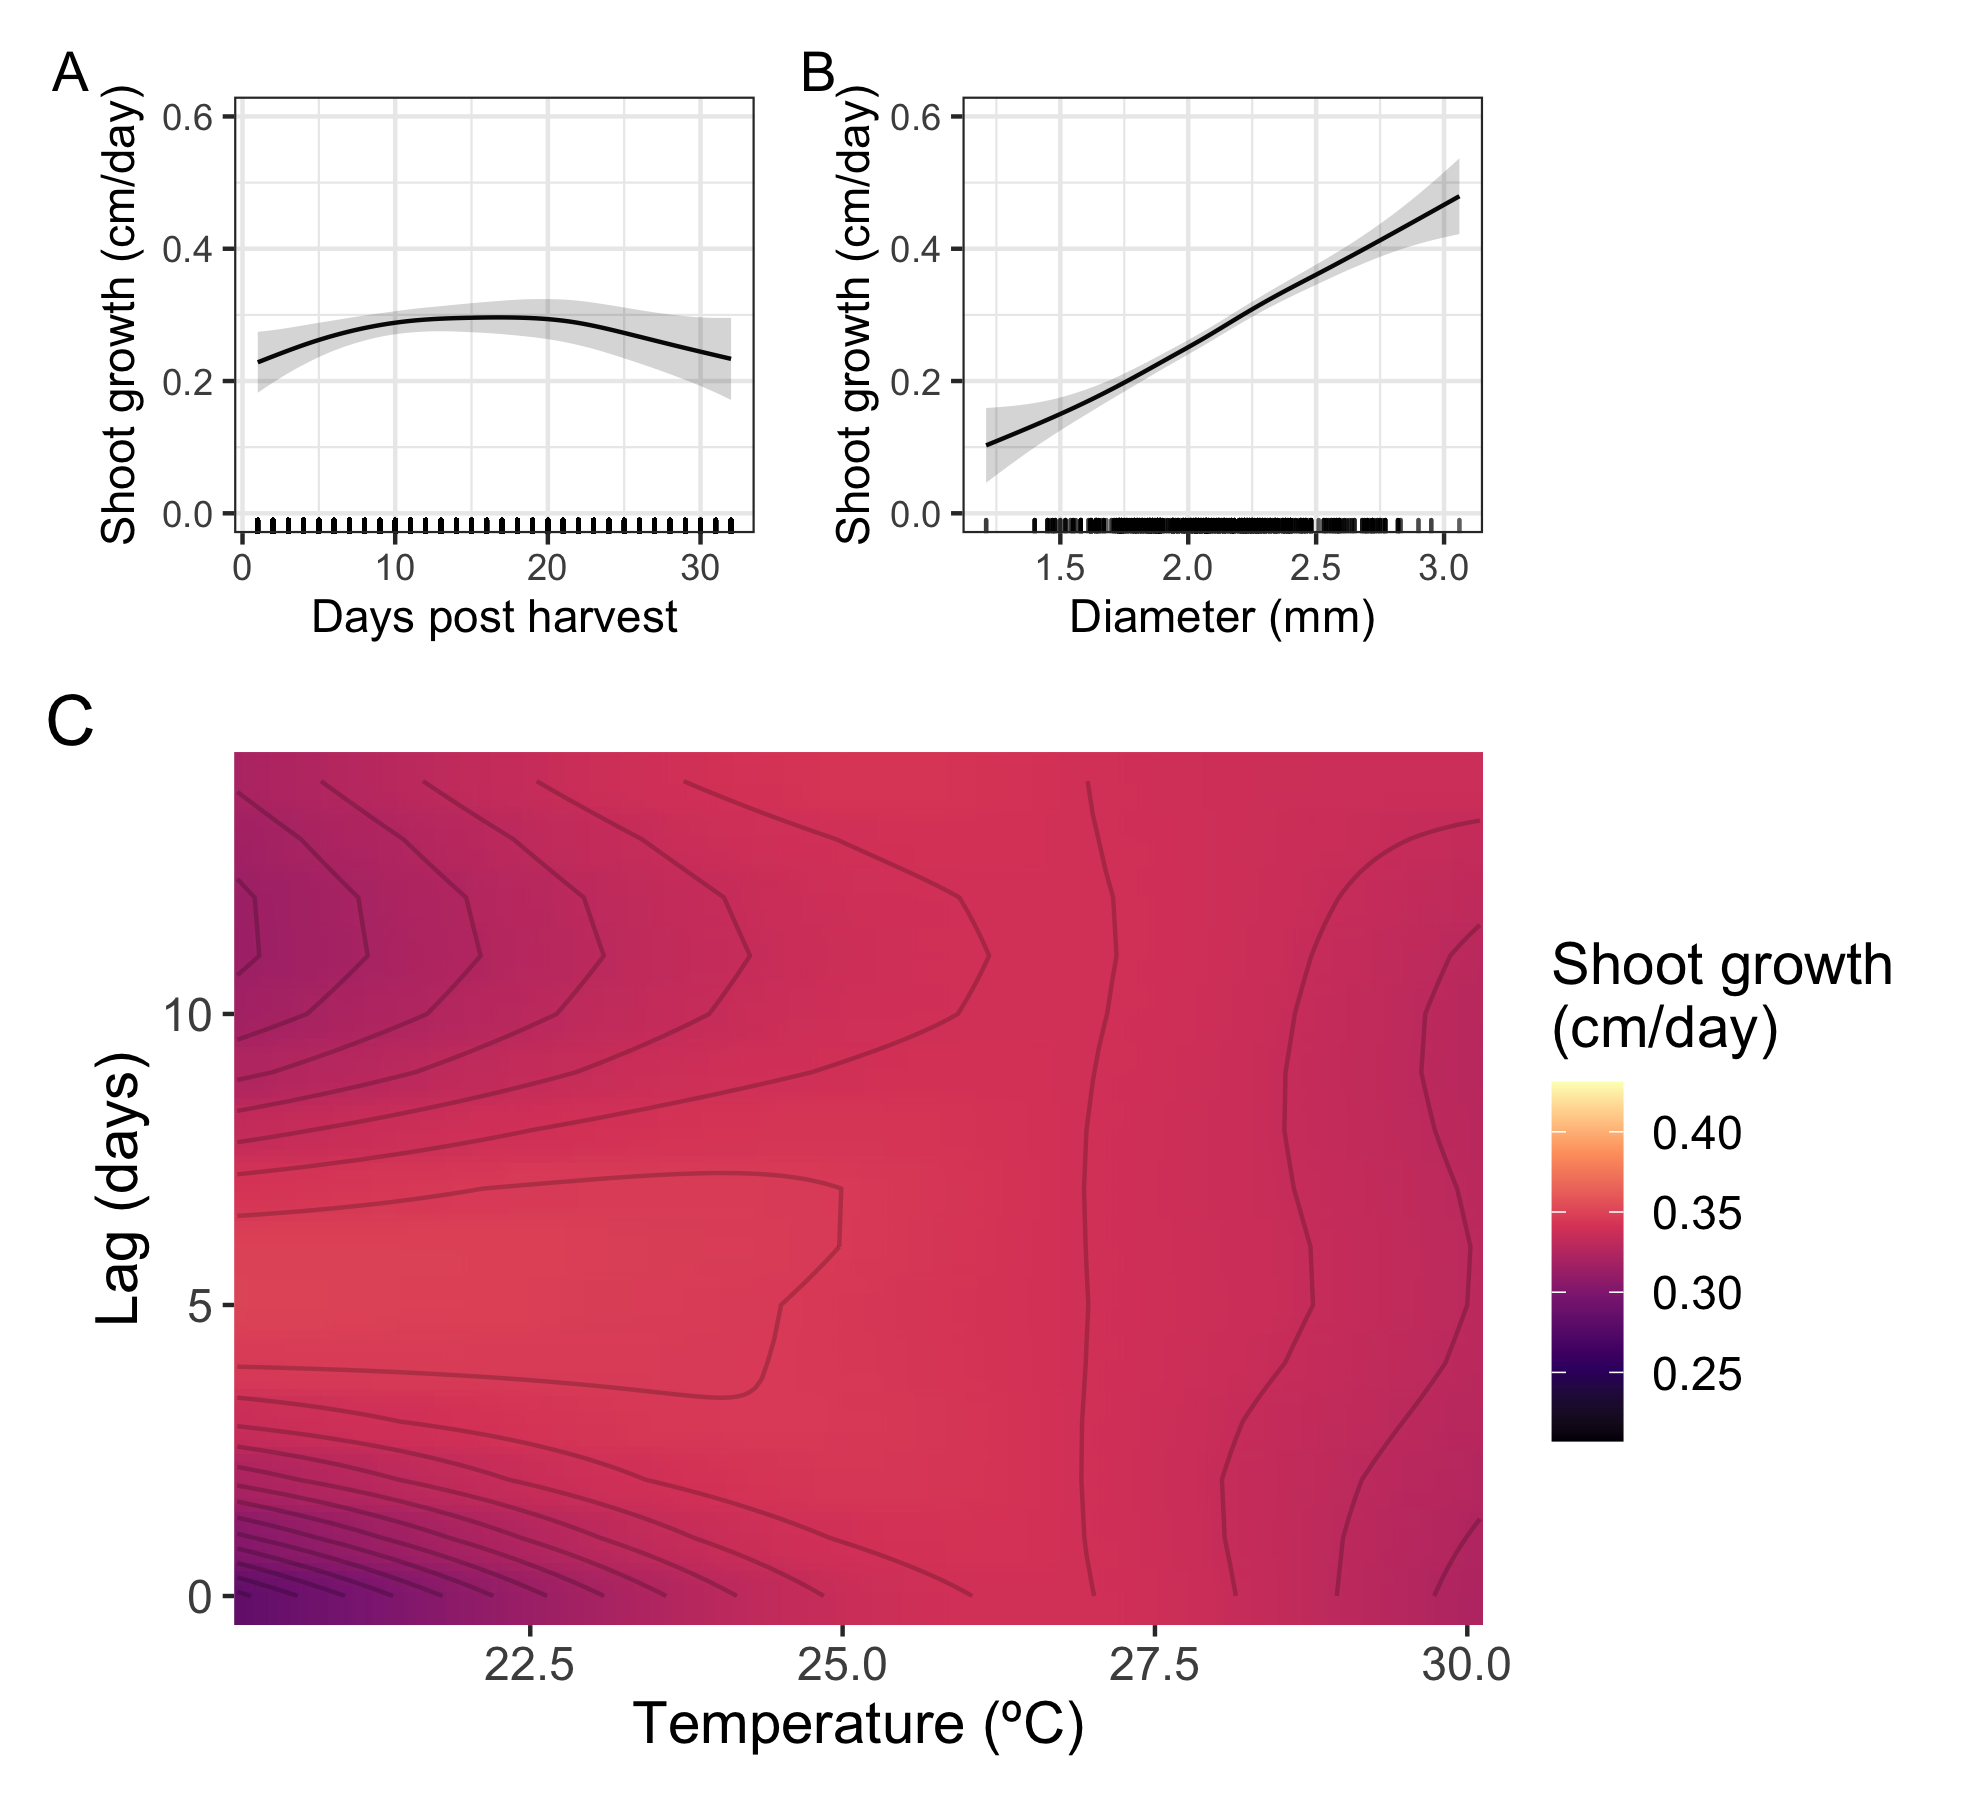 A
Shoot growth (cm/day)
0.6
0.4
0.2
0.0
0 10 20 30
Days post harvest
B
Shoot growth (cm/day)
0.6
0.4
0.2
0.0
1.5 2.0 2.5 3.0
Diameter (mm)
C
Lag (days)
10
5
0
22.5 25.0 27.5 30.0
Temperature (ºC)
Shoot growth
(cm/day)
0.40
0.35
0.30
0.25